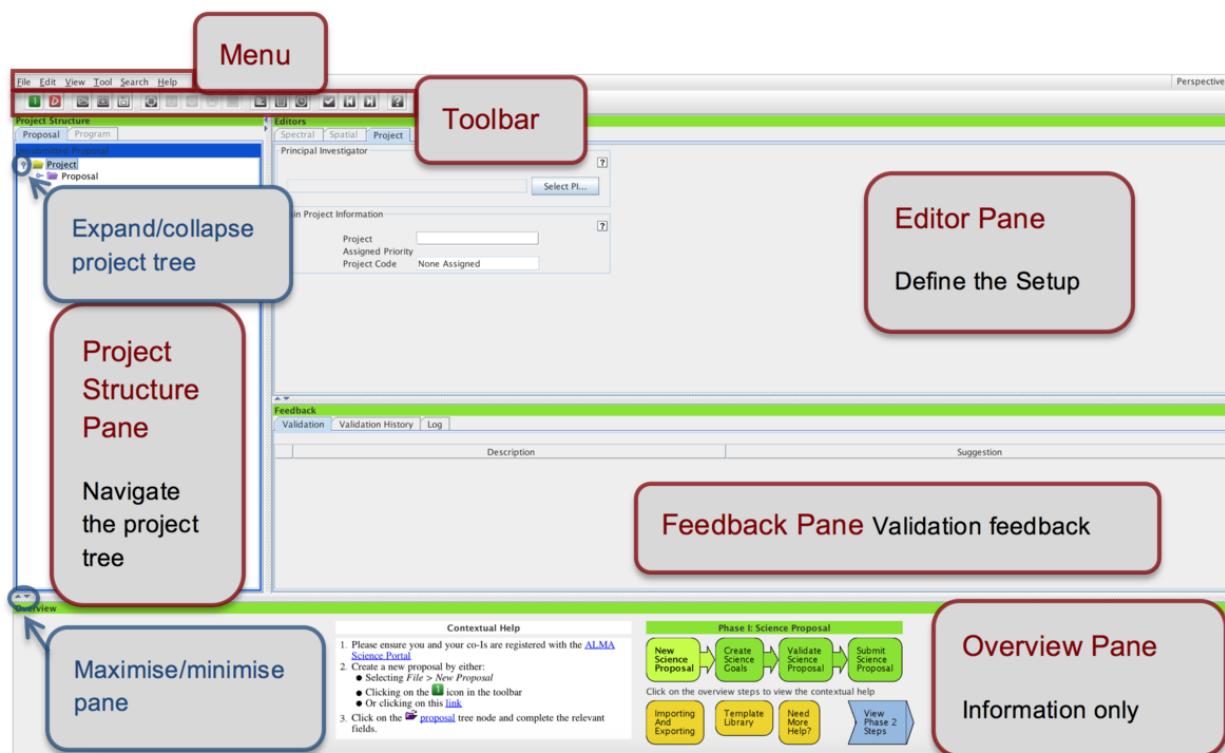 Menu
File Edit View Tool Search Help
Perspective
Toolbar
Project Structure
Editors
Proposal Program
Spectral Spatial Project
Unsubmitted Proposal
Project
Proposal
Principal Investigator
?
Select PI...
Expand/collapse
project tree
Project Information
?
Project
Assigned Priority
Project Code None Assigned
Editor Pane
Define the Setup
Project
Structure
Pane
Navigate
the project
tree
Feedback
Validation Validation History Log
Description Suggestion
Feedback Pane Validation feedback
Overview
Maximise/minimise
pane
Contextual Help
1. Please ensure you and your co-Is are registered with the ALMA
Science Portal
2. Create a new proposal by either:
• Selecting File > New Proposal
• Clicking on the 1 icon in the toolbar
• Or clicking on this link
3. Click on the proposal tree node and complete the relevant
fields.
Phase I: Science Proposal
New
Science
Proposal
Create
Science
Goals
Validate
Science
Proposal
Submit
Science
Proposal
Click on the overview steps to view the contextual help
Importing
And
Exporting
Template
Library
Need
More
Help?
View
Phase 2
Steps
Overview Pane
Information only